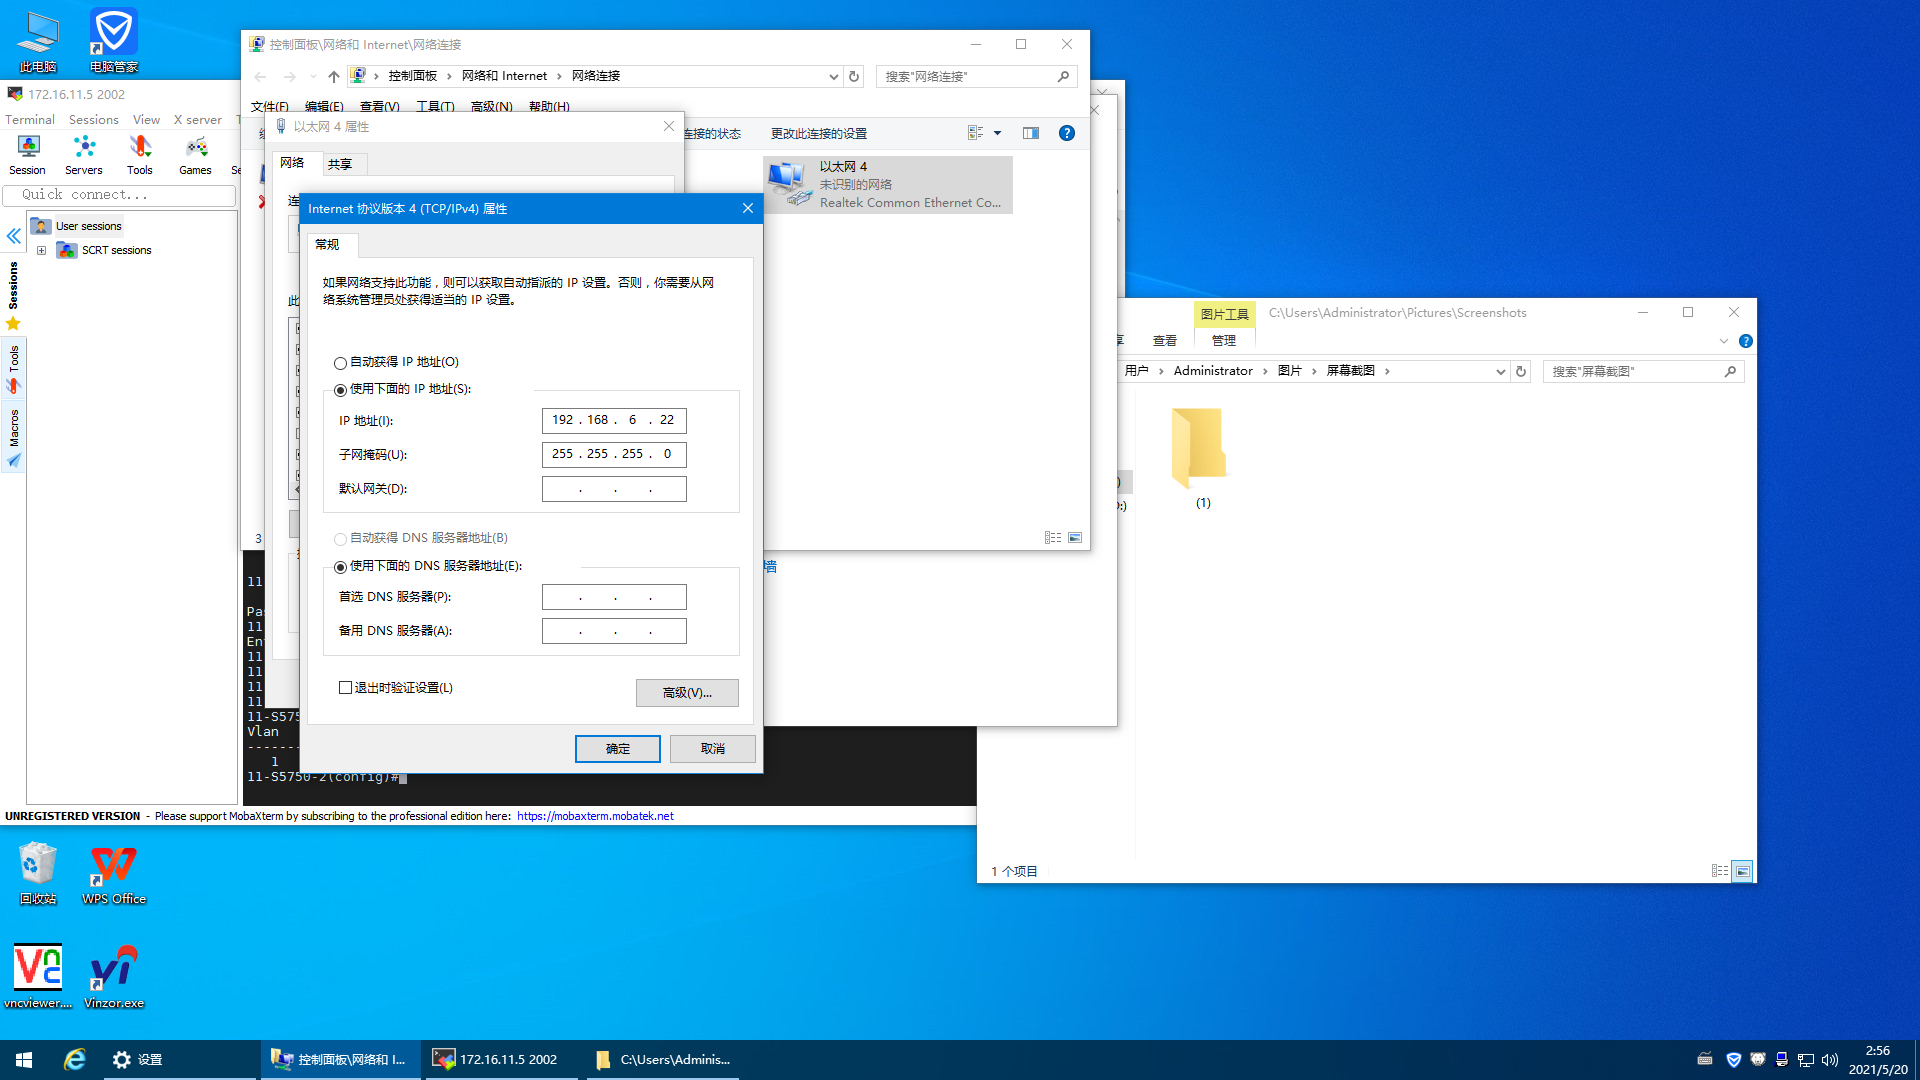 此电脑
电脑管家
172.16.11.5 2002
Terminal Sessions View X server
Session Servers Tools Games
Quick connect...
User sessions
SCRT sessions
Sessions
Tools
Macros
UNREGISTERED VERSION - Please support MobaXterm by subscribing to the professional edition here: https://mobaxterm.mobatek.net
控制面板\网络和 Internet\网络连接
控制面板 › 网络和 Internet › 网络连接
搜索"网络连接"
文件(F) 编辑(E) 查看(V) 工具(T) 高级(N) 帮助(H)
连接的状态 更改此连接的设置
以太网 4
未识别的网络
Realtek Common Ethernet Co...
3
以太网 4 属性
网络 共享
Internet 协议版本 4 (TCP/IPv4) 属性
常规
如果网络支持此功能，则可以获取自动指派的 IP 设置。否则，你需要从网
络系统管理员处获得适当的 IP 设置。
自动获得 IP 地址(O)
使用下面的 IP 地址(S):
IP 地址(I): 192 . 168 . 6 . 22
子网掩码(U): 255 . 255 . 255 . 0
默认网关(D): . . .
自动获得 DNS 服务器地址(B)
使用下面的 DNS 服务器地址(E):
首选 DNS 服务器(P): . . .
备用 DNS 服务器(A): . . .
退出时验证设置(L)
高级(V)...
确定 取消
墙
11
Pa
11
En
11
11
11
11
11-S575
Vlan
-------
1
11-S5750-2(config)#
图片工具
C:\Users\Administrator\Pictures\Screenshots
查看 管理
用户 › Administrator › 图片 › 屏幕截图 ›
搜索"屏幕截图"
(1)
1 个项目
回收站
WPS Office
vncviewer....
Vinzor.exe
设置
控制面板\网络和 I...
172.16.11.5 2002
C:\Users\Adminis...
2:56
2021/5/20